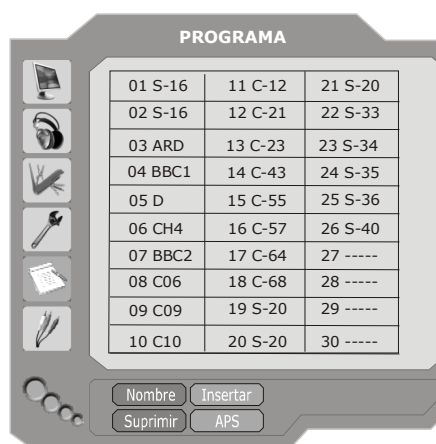 PROGRAMA
01 S-16 11 C-12 21 S-20
02 S-16 12 C-21 22 S-33
03 ARD 13 C-23 23 S-34
04 BBC1 14 C-43 24 S-35
05 D 15 C-55 25 S-36
06 CH4 16 C-57 26 S-40
07 BBC2 17 C-64 27 -----
08 C06 18 C-68 28 -----
09 C09 19 S-20 29 -----
10 C10 20 S-20 30 -----
Nombre Insertar
Suprimir APS